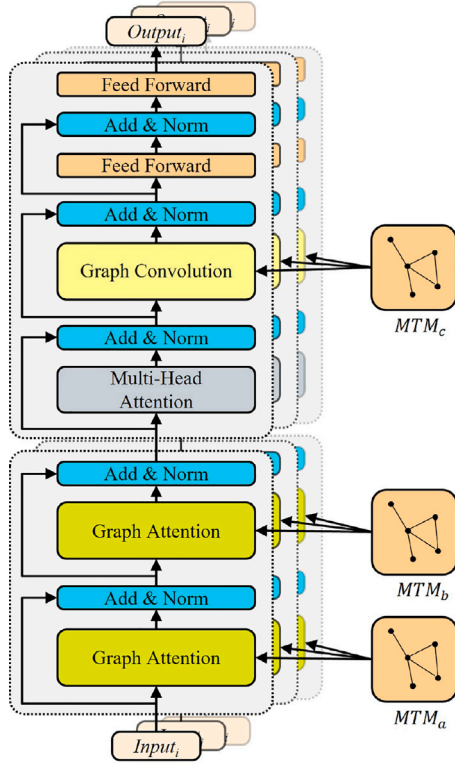 Output_i
Feed Forward
Add & Norm
Feed Forward
Add & Norm
Graph Convolution
MTM_c
Add & Norm
Multi-Head
Attention
Add & Norm
Graph Attention
MTM_b
Add & Norm
Graph Attention
MTM_a
Input_i